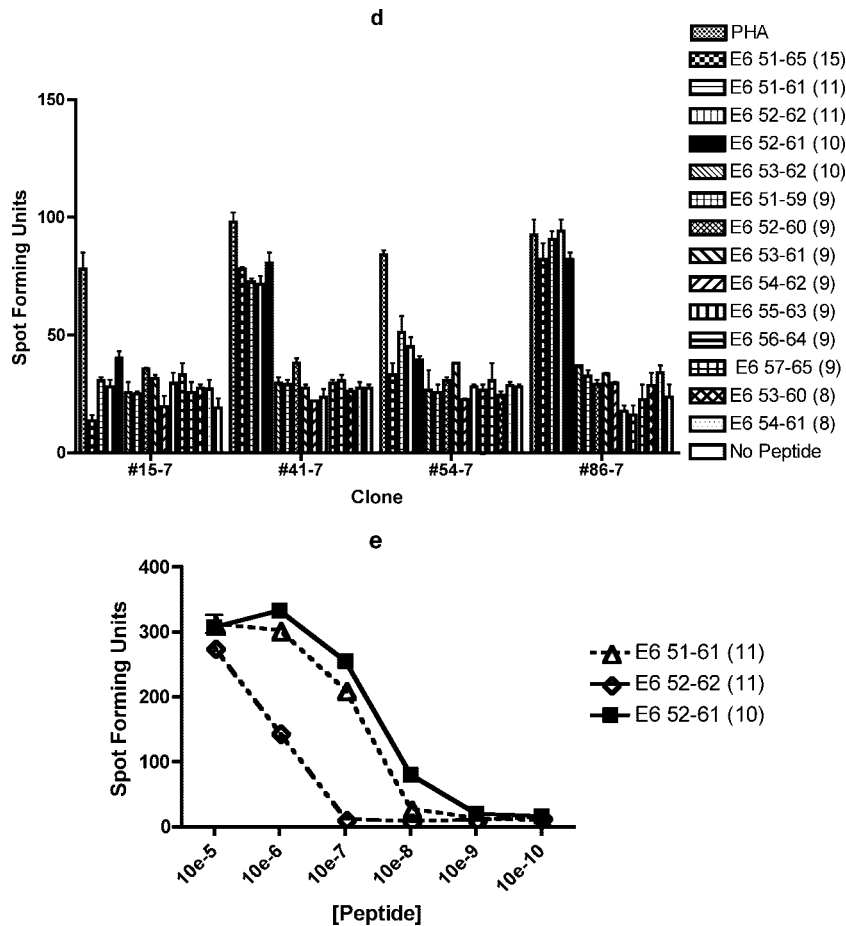 d
PHA
E6 51-65 (15)
E6 51-61 (11)
E6 52-62 (11)
E6 52-61 (10)
E6 53-62 (10)
E6 51-59 (9)
E6 52-60 (9)
E6 53-61 (9)
E6 54-62 (9)
E6 55-63 (9)
E6 56-64 (9)
E6 57-65 (9)
E6 53-60 (8)
E6 54-61 (8)
No Peptide
Spot Forming Units
150
100
50
0
#15-7
#41-7
#54-7
#86-7
Clone
e
Spot Forming Units
400
300
200
100
0
10e-5
10e-6
10e-7
10e-8
10e-9
10e-10
[Peptide]
E6 51-61 (11)
E6 52-62 (11)
E6 52-61 (10)